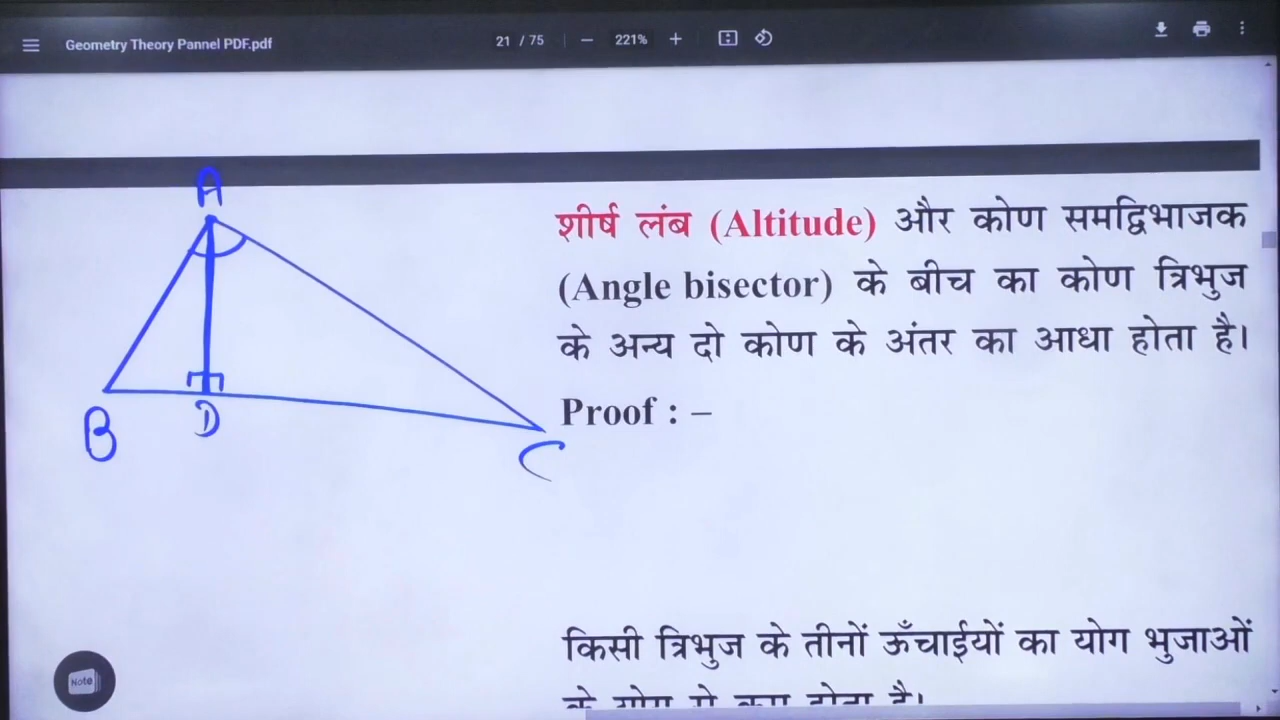 Geometry Theory Pannel PDF.pdf
21 / 75
221%
A
B
D
C
शीर्ष लंब (Altitude) और कोण समद्विभाजक
(Angle bisector) के बीच का कोण त्रिभुज
के अन्य दो कोण के अंतर का आधा होता है।
Proof : –
किसी त्रिभुज के तीनों ऊँचाईयों का योग भुजाओं
के योग से कम होता है।
Note